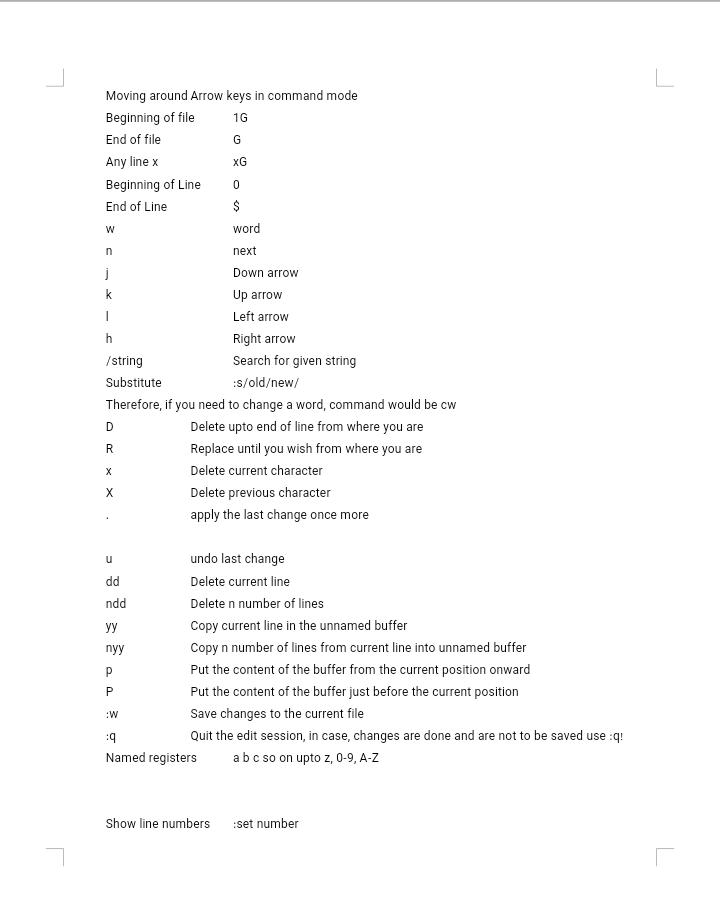 Moving around Arrow keys in command mode
Beginning of file 1G
End of file G
Any line x xG
Beginning of Line 0
End of Line $
w word
n next
j Down arrow
k Up arrow
l Left arrow
h Right arrow
/string Search for given string
Substitute :s/old/new/
Therefore, if you need to change a word, command would be cw
D Delete upto end of line from where you are
R Replace until you wish from where you are
x Delete current character
X Delete previous character
. apply the last change once more
u undo last change
dd Delete current line
ndd Delete n number of lines
yy Copy current line in the unnamed buffer
nyy Copy n number of lines from current line into unnamed buffer
p Put the content of the buffer from the current position onward
P Put the content of the buffer just before the current position
:w Save changes to the current file
:q Quit the edit session, in case, changes are done and are not to be saved use :q!
Named registers a b c so on upto z, 0-9, A-Z
Show line numbers :set number